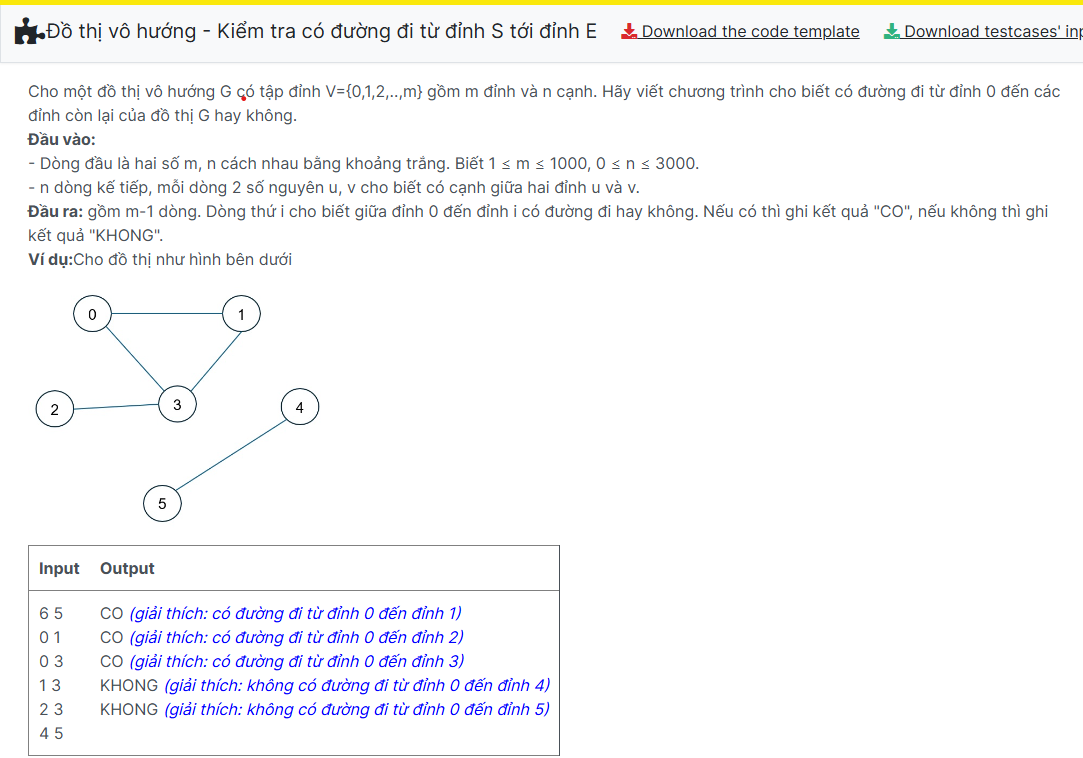 Đồ thị vô hướng - Kiểm tra có đường đi từ đỉnh S tới đỉnh E Download the code template Download testcases' inp
Cho một đồ thị vô hướng G có tập đỉnh V={0,1,2,..,m} gồm m đỉnh và n cạnh. Hãy viết chương trình cho biết có đường đi từ đỉnh 0 đến các
đỉnh còn lại của đồ thị G hay không.
Đầu vào:
- Dòng đầu là hai số m, n cách nhau bằng khoảng trắng. Biết 1 ≤ m ≤ 1000, 0 ≤ n ≤ 3000.
- n dòng kế tiếp, mỗi dòng 2 số nguyên u, v cho biết có cạnh giữa hai đỉnh u và v.
Đầu ra: gồm m-1 dòng. Dòng thứ i cho biết giữa đỉnh 0 đến đỉnh i có đường đi hay không. Nếu có thì ghi kết quả "CO", nếu không thì ghi
kết quả "KHONG".
Ví dụ:Cho đồ thị như hình bên dưới
0 1
2 3 4
5
Input Output
6 5 CO (giải thích: có đường đi từ đỉnh 0 đến đỉnh 1)
0 1 CO (giải thích: có đường đi từ đỉnh 0 đến đỉnh 2)
0 3 CO (giải thích: có đường đi từ đỉnh 0 đến đỉnh 3)
1 3 KHONG (giải thích: không có đường đi từ đỉnh 0 đến đỉnh 4)
2 3 KHONG (giải thích: không có đường đi từ đỉnh 0 đến đỉnh 5)
4 5